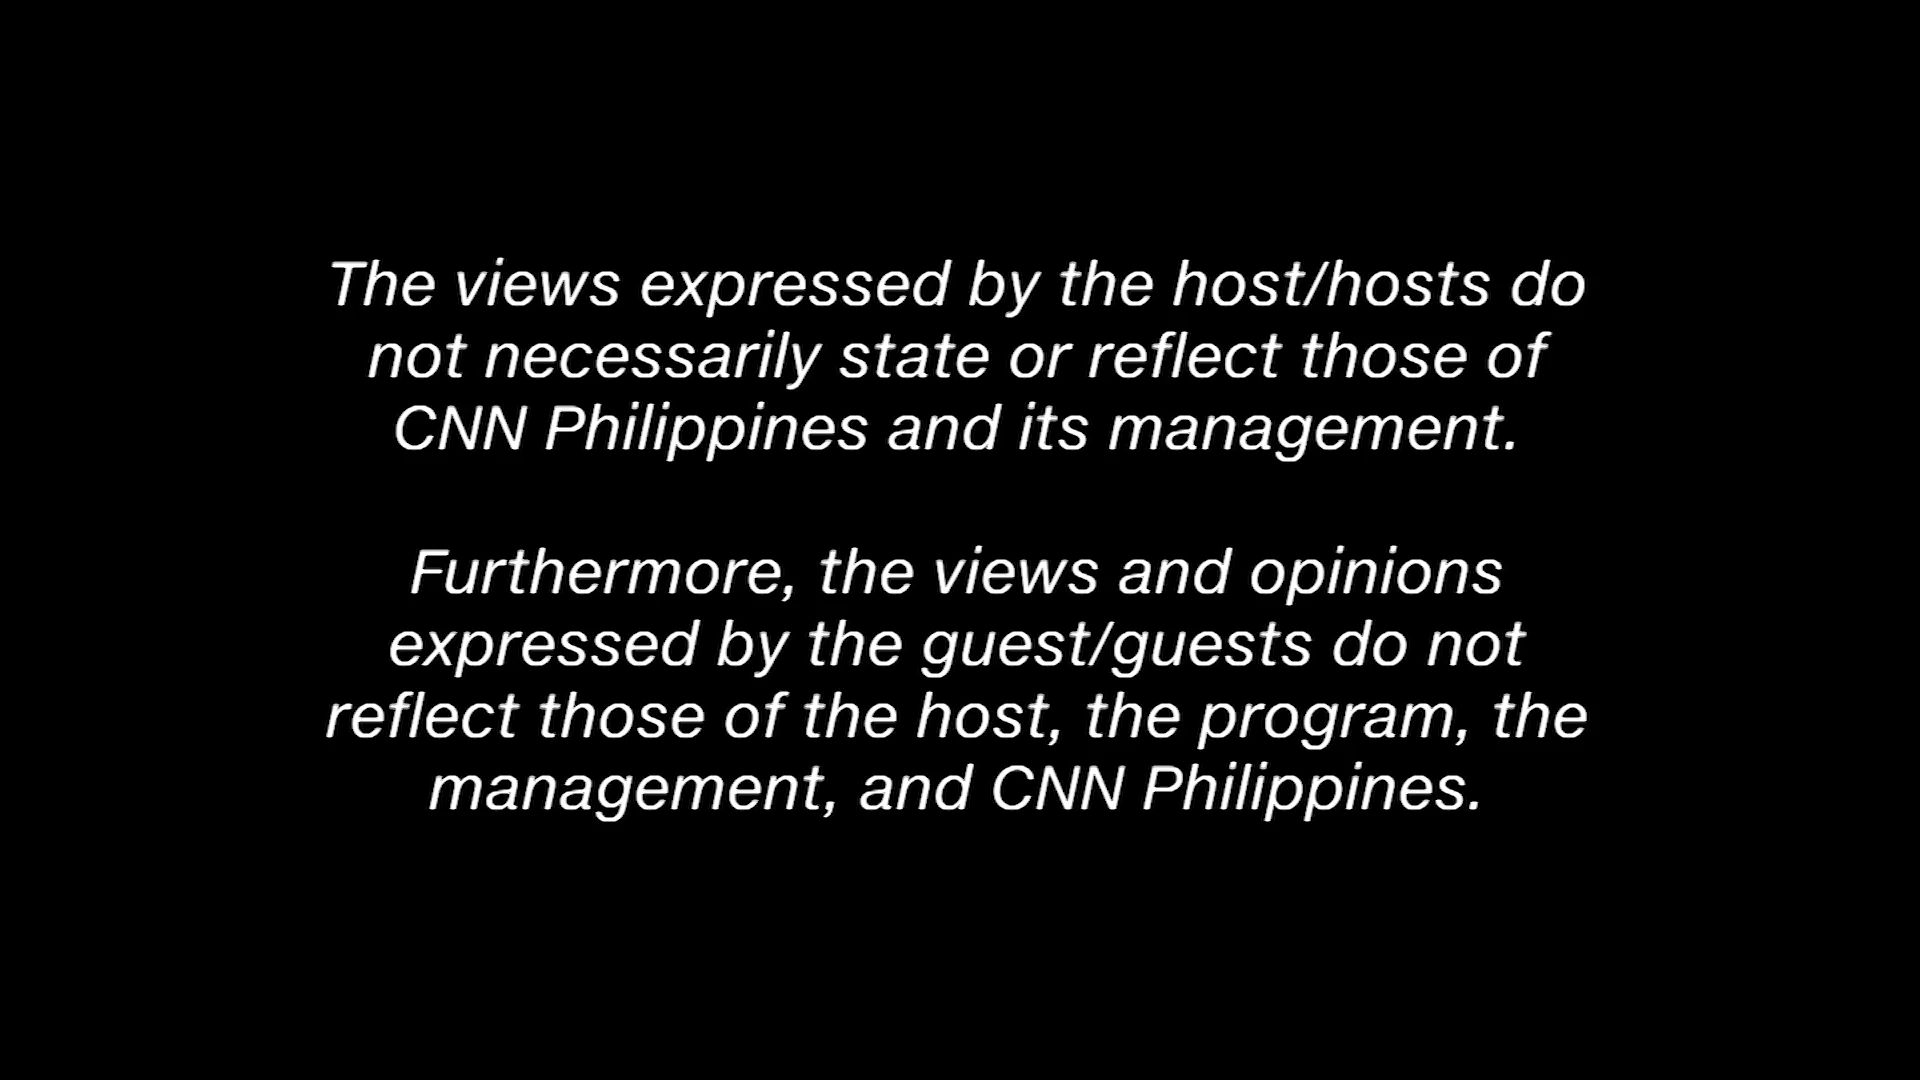 The views expressed by the host/hosts do
not necessarily state or reflect those of
CNN Philippines and its management.
Furthermore, the views and opinions
expressed by the guest/guests do not
reflect those of the host, the program, the
management, and CNN Philippines.